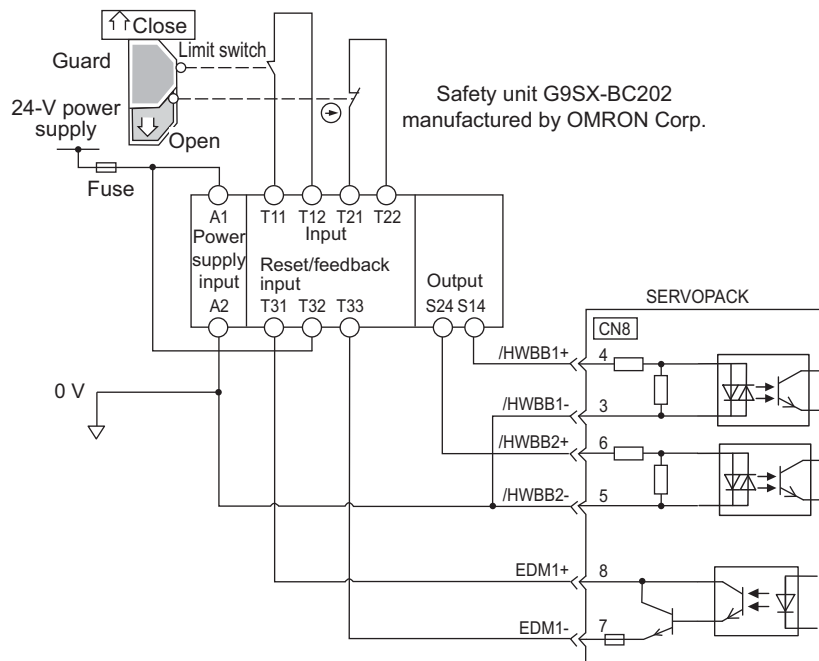 Close
Limit switch
Guard
24-V power
supply
Open
Fuse
Safety unit G9SX-BC202
manufactured by OMRON Corp.
A1 T11 T12 T21 T22
Power
supply
input
Input
Reset/feedback
input
Output
A2 T31 T32 T33 S24 S14
SERVOPACK
CN8
/HWBB1+ 4
0 V
/HWBB1- 3
/HWBB2+ 6
/HWBB2- 5
EDM1+ 8
EDM1- 7